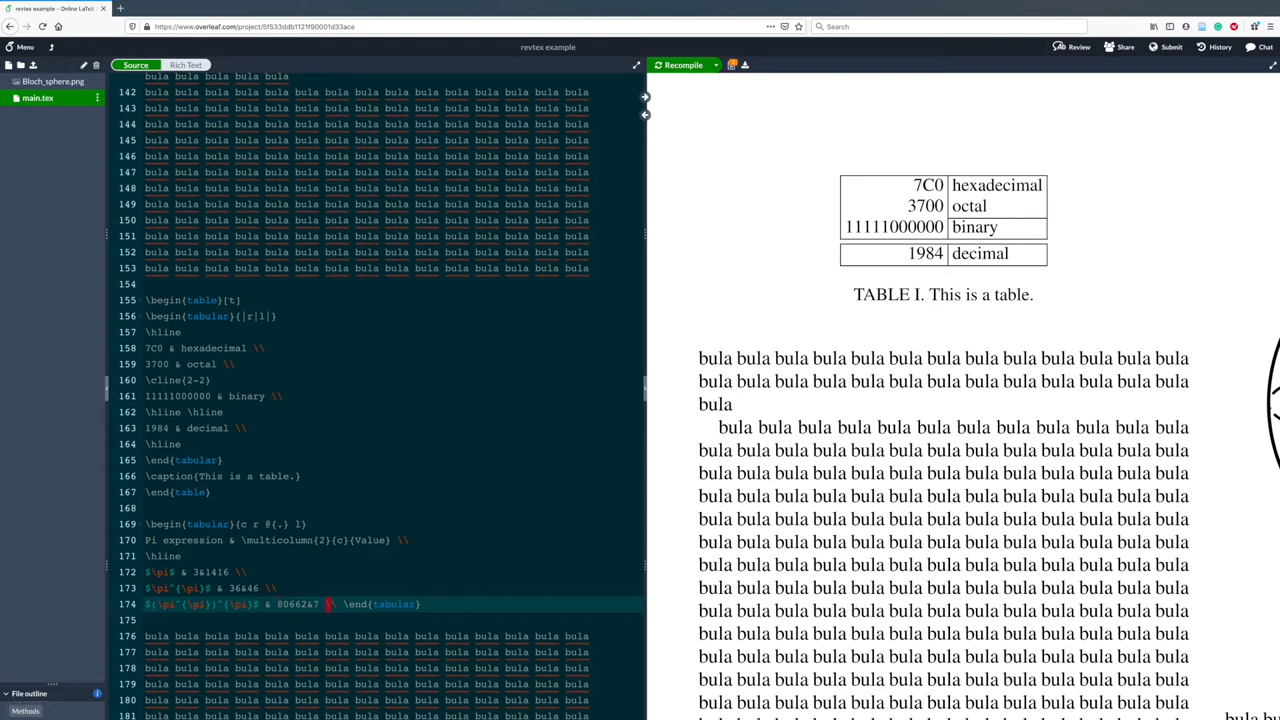 revtex example - Online LaTeX
https://www.overleaf.com/project/5f533ddb1121f90001d33ace
Search
Menu
revtex example
Review
Share
Submit
History
Chat
Source
Rich Text
Recompile
Bloch_sphere.png
main.tex
bula bula bula bula bula
142 bula bula bula bula bula bula bula bula bula bula bula bula bula bula bula
143 bula bula bula bula bula bula bula bula bula bula bula bula bula bula bula
144 bula bula bula bula bula bula bula bula bula bula bula bula bula bula bula
145 bula bula bula bula bula bula bula bula bula bula bula bula bula bula bula
146 bula bula bula bula bula bula bula bula bula bula bula bula bula bula bula
147 bula bula bula bula bula bula bula bula bula bula bula bula bula bula bula
148 bula bula bula bula bula bula bula bula bula bula bula bula bula bula bula
149 bula bula bula bula bula bula bula bula bula bula bula bula bula bula bula
150 bula bula bula bula bula bula bula bula bula bula bula bula bula bula bula
151 bula bula bula bula bula bula bula bula bula bula bula bula bula bula bula
152 bula bula bula bula bula bula bula bula bula bula bula bula bula bula bula
153 bula bula bula bula bula bula bula bula bula bula bula bula bula bula bula
154
155 \begin{table}[t]
156 \begin{tabular}{|r|l|}
157 \hline
158 7C0 & hexadecimal \\
159 3700 & octal \\
160 \cline{2-2}
161 11111000000 & binary \\
162 \hline \hline
163 1984 & decimal \\
164 \hline
165 \end{tabular}
166 \caption{This is a table.}
167 \end{table}
168
169 \begin{tabular}{c r @{.} l}
170 Pi expression & \multicolumn{2}{c}{Value} \\
171 \hline
172 $\pi$ & 3&1416 \\
173 $\pi^{\pi}$ & 36&46 \\
174 $(\pi^{\pi})^{\pi}$ & 80662&7 \\ \end{tabular}
175
176 bula bula bula bula bula bula bula bula bula bula bula bula bula bula bula
177 bula bula bula bula bula bula bula bula bula bula bula bula bula bula bula
178 bula bula bula bula bula bula bula bula bula bula bula bula bula bula bula
179 bula bula bula bula bula bula bula bula bula bula bula bula bula bula bula
180 bula bula bula bula bula bula bula bula bula bula bula bula bula bula bula
181 bula bula bula bula bula bula bula bula bula bula bula bula bula bula bula
File outline
Methods
7C0 hexadecimal
3700 octal
11111000000 binary
1984 decimal
TABLE I. This is a table.
bula bula bula bula bula bula bula bula bula bula bula bula bula
bula bula bula bula bula bula bula bula bula bula bula bula bula
bula
bula bula bula bula bula bula bula bula bula bula bula bula
bula bula bula bula bula bula bula bula bula bula bula bula bula
bula bula bula bula bula bula bula bula bula bula bula bula bula
bula bula bula bula bula bula bula bula bula bula bula bula bula
bula bula bula bula bula bula bula bula bula bula bula bula bula
bula bula bula bula bula bula bula bula bula bula bula bula bula
bula bula bula bula bula bula bula bula bula bula bula bula bula
bula bula bula bula bula bula bula bula bula bula bula bula bula
bula bula bula bula bula bula bula bula bula bula bula bula bula
bula bula bula bula bula bula bula bula bula bula bula bula bula
bula bula bula bula bula bula bula bula bula bula bula bula bula
bula bula bula bula bula bula bula bula bula bula bula bula bula
bula bula bula bula bula bula bula bula bula bula bula bula bula
bula bula bula bula bula bula bula bula bula bula bula bula bula
bula bula bula bula bula bula bula bula bula bula bula bula bula
bula